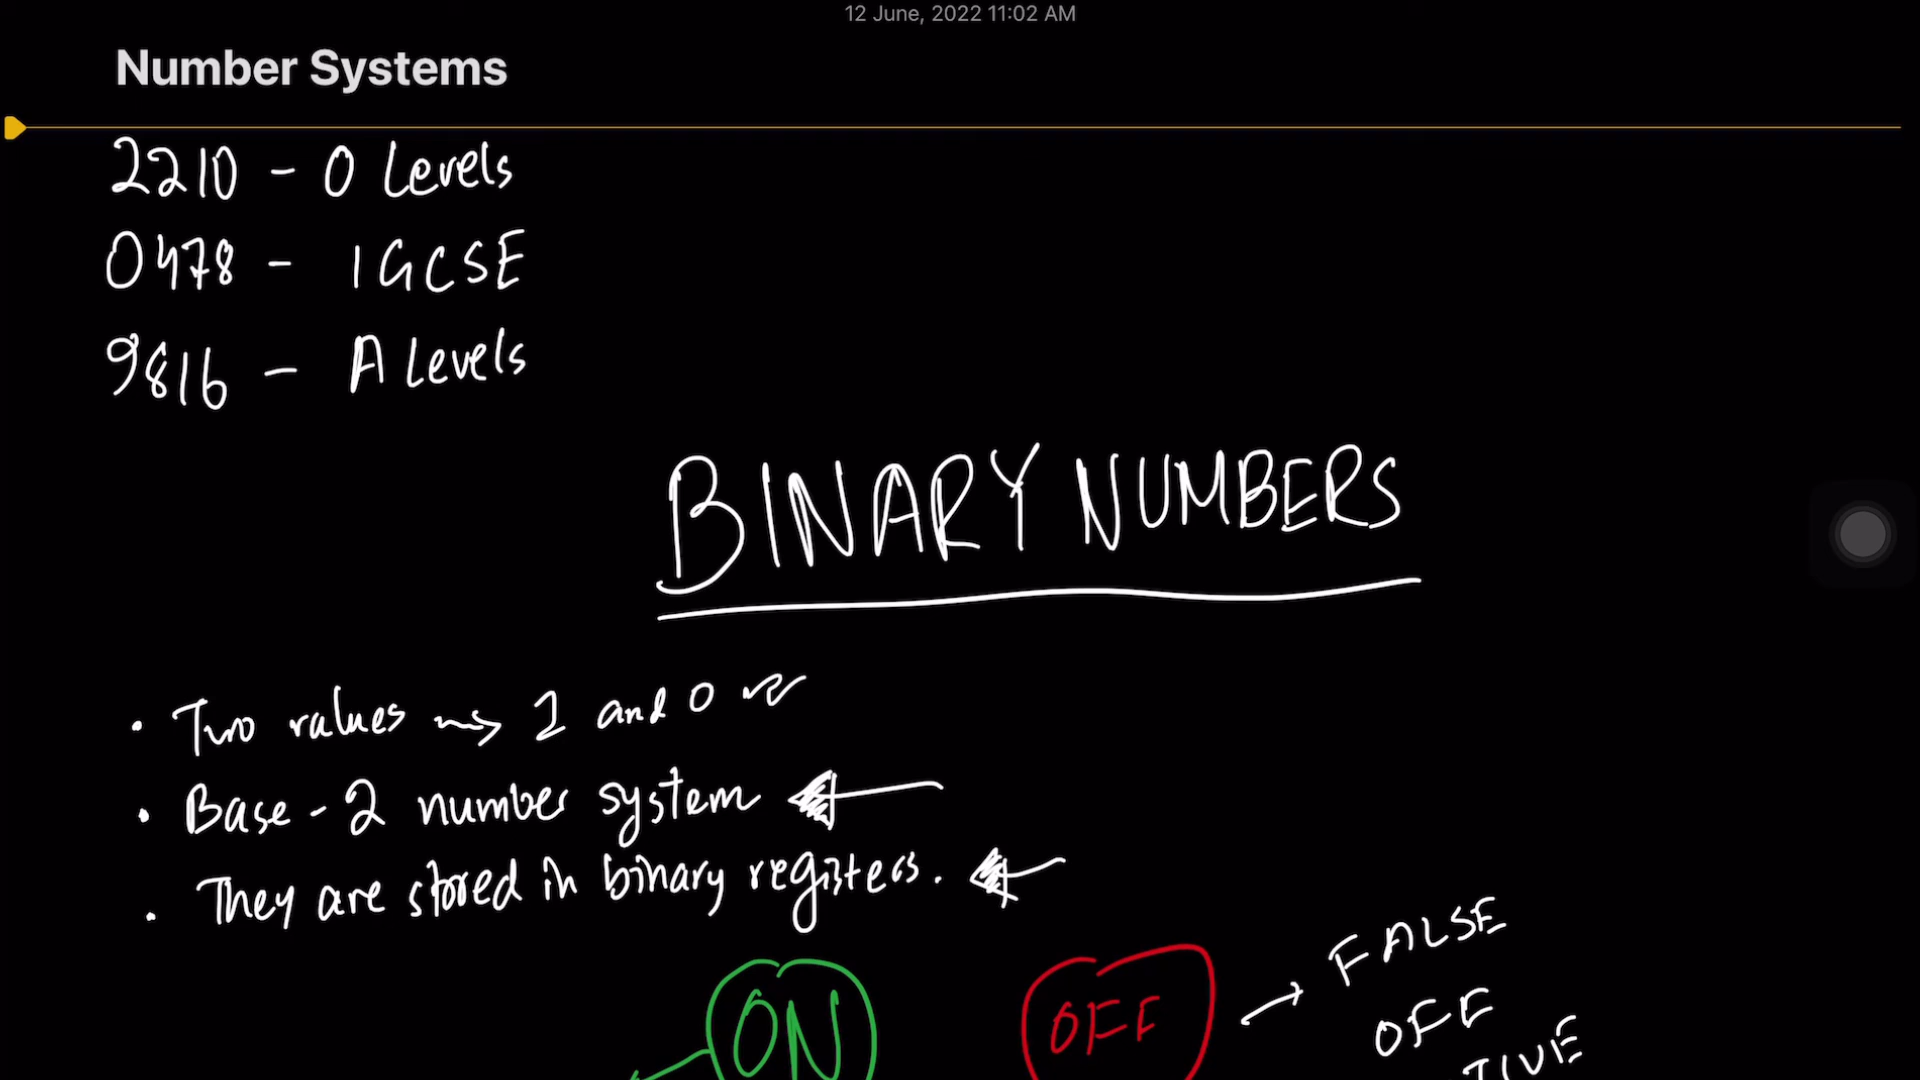 12 June, 2022 11:02 AM
Number Systems
2210 - O Levels
0478 - IGCSE
9816 - A Levels
BINARY NUMBERS
• Two values → 1 and 0
• Base - 2 number system
• They are stored in binary registers.
ON
OFF → FALSE
OFF